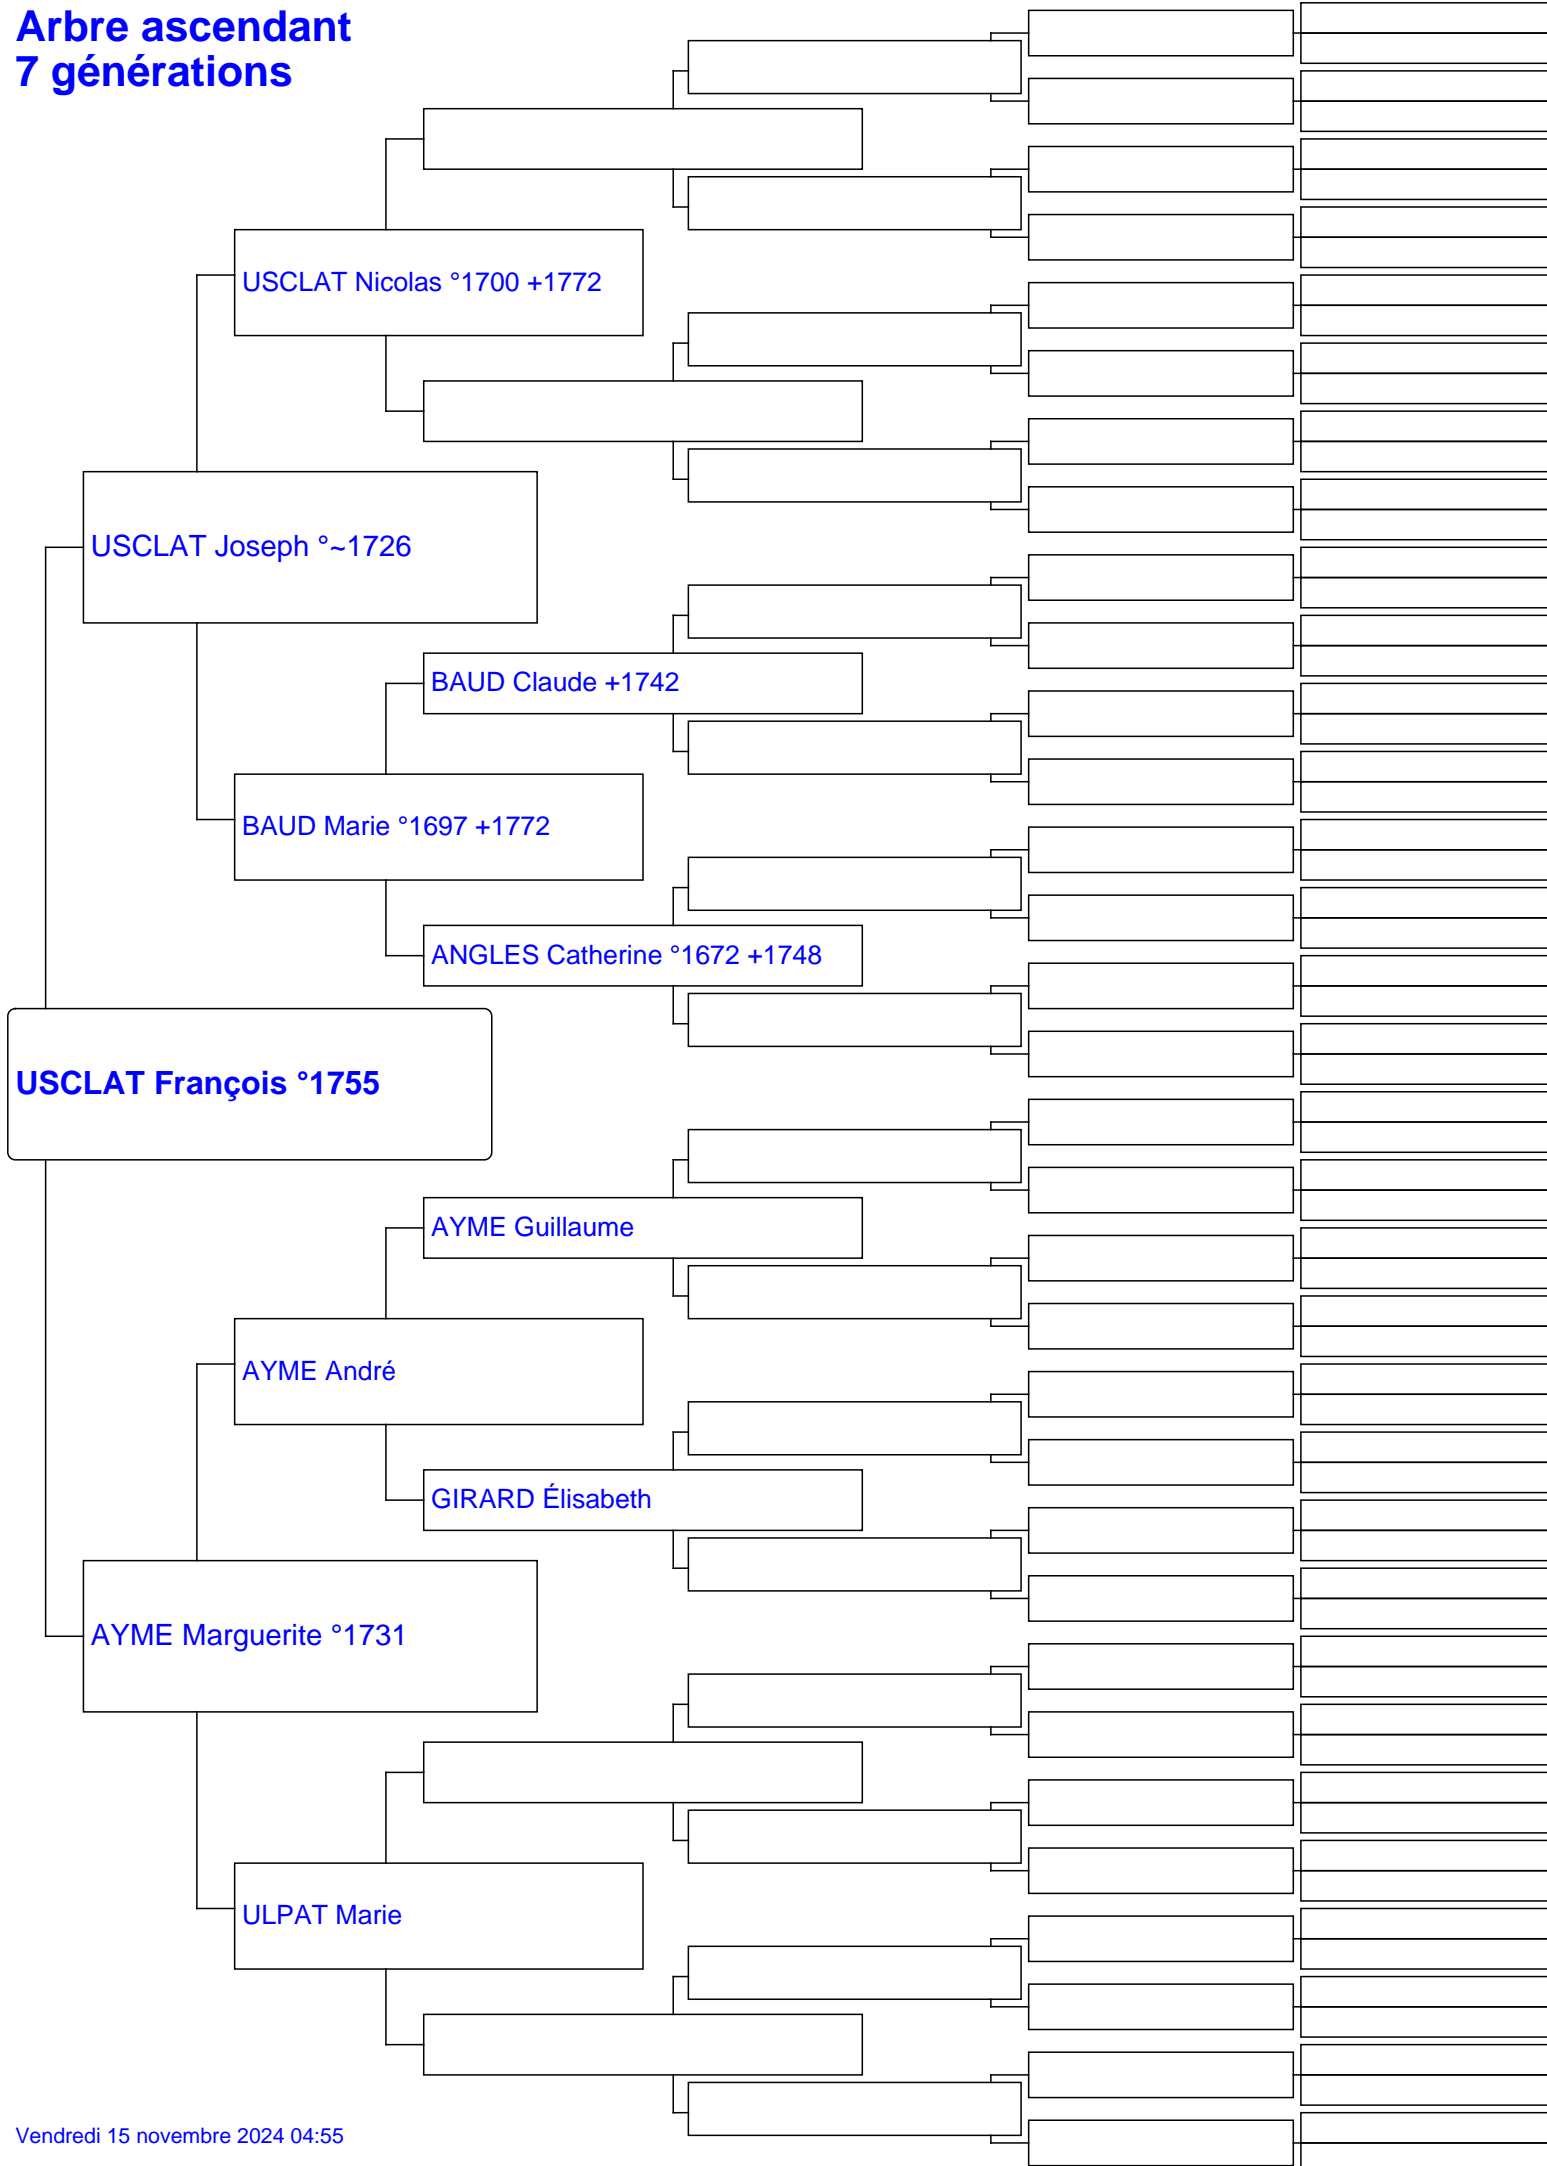 Arbre ascendant
7 générations
USCLAT Nicolas °1700 +1772
USCLAT Joseph °~1726
BAUD Claude +1742
BAUD Marie °1697 +1772
ANGLES Catherine °1672 +1748
USCLAT François °1755
AYME Guillaume
AYME André
GIRARD Élisabeth
AYME Marguerite °1731
ULPAT Marie
Vendredi 15 novembre 2024 04:55